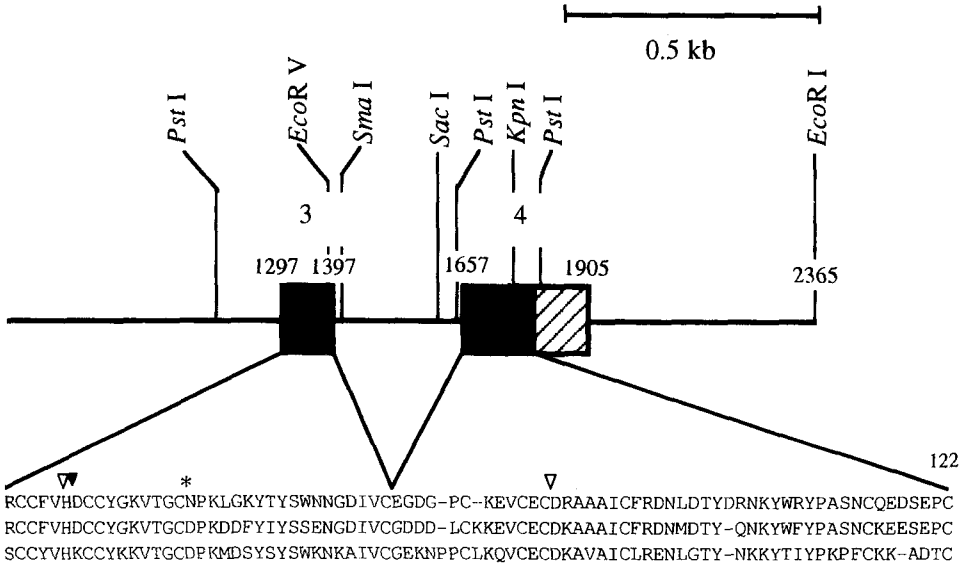 0.5 kb
Pst I
EcoR V
Sma I
Sac I
Pst I
Kpn I
Pst I
EcoR I
3
4
1297
1397
1657
1905
2365
122
*
RCCFVHDCCYGKVTGCNPKLGKYTYSWNNGDIVCEGDG-PC-KEVCECDRAAAICFRDNLDTYDRNKYWRYPASNCQEDSEPC
RCCFVHDCCYGKVTGCDPKDDFYIYSSENGDIVCGDDD-LCKKEVCECDKAAAICFRDNMDTY-QNKYWFYPASNCKEESEPC
SCCYVHKCCYKKVTGCDPKMDSYSYSWKNKAIVCGEKNPPCLKQVCECDKAVAICLRENLGTY-NKKYTIYPKPFCKK-ADTC